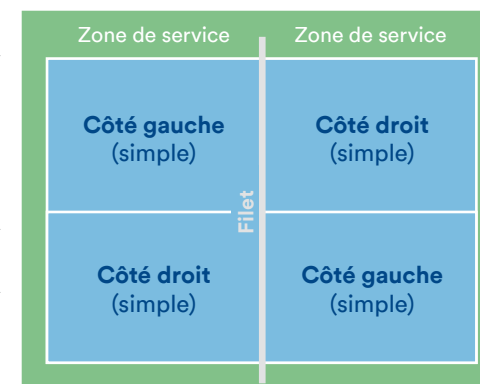 Zone de service
Zone de service
Côté gauche
(simple)
Côté droit
(simple)
Filet
Côté droit
(simple)
Côté gauche
(simple)